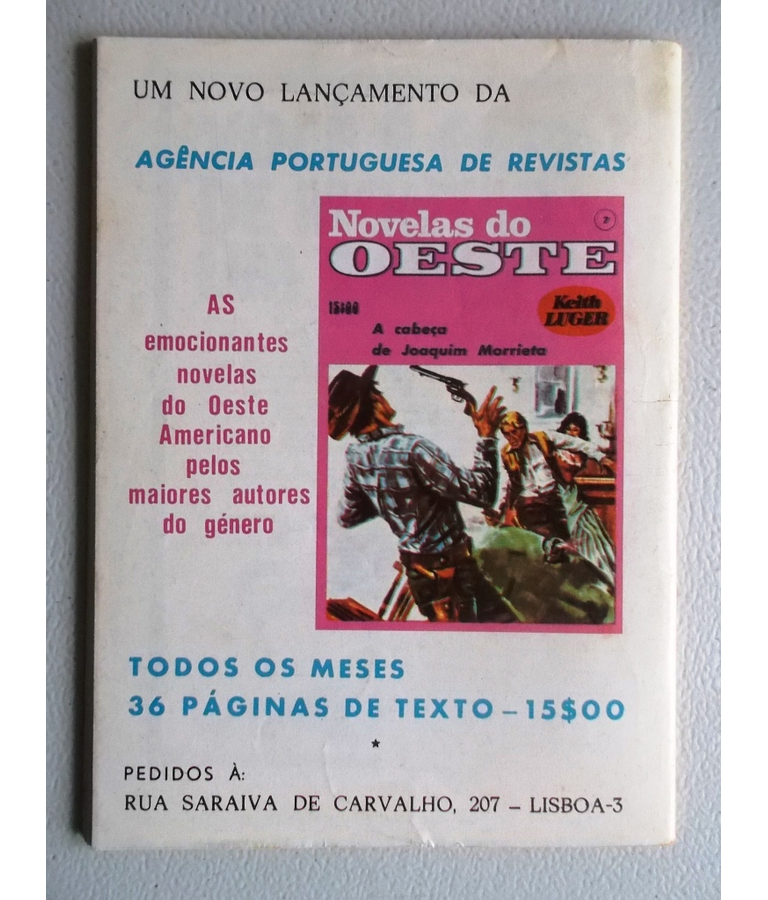 UM NOVO LANÇAMENTO DA
AGÊNCIA PORTUGUESA DE REVISTAS
Novelas do
OESTE
15$00
Keith
LUGER
A cabeça
de Joaquim Morrieta
AS
emocionantes
novelas
do Oeste
Americano
pelos
maiores autores
do género
TODOS OS MESES
36 PÁGINAS DE TEXTO – 15$00
PEDIDOS À:
RUA SARAIVA DE CARVALHO, 207 – LISBOA-3